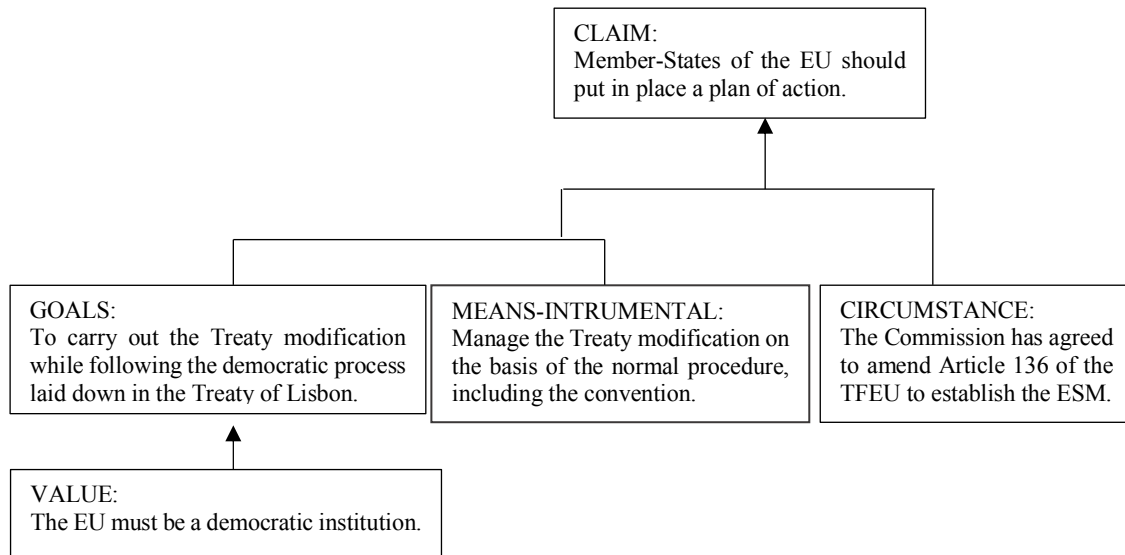 CLAIM:
Member-States of the EU should
put in place a plan of action.
GOALS:
To carry out the Treaty modification
while following the democratic process
laid down in the Treaty of Lisbon.
MEANS-INTRUMENTAL:
Manage the Treaty modification on
the basis of the normal procedure,
including the convention.
CIRCUMSTANCE:
The Commission has agreed
to amend Article 136 of the
TFEU to establish the ESM.
VALUE:
The EU must be a democratic institution.